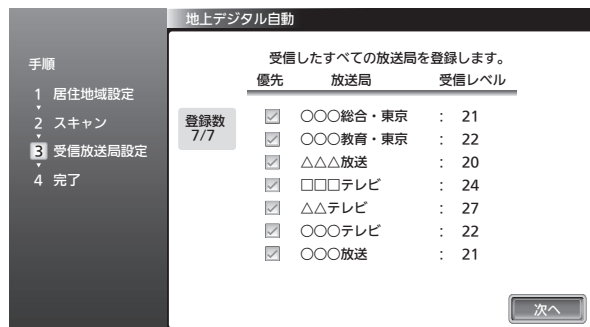 地上デジタル自動
手順
1 居住地域設定
2 スキャン
3 受信放送局設定
4 完了
受信したすべての放送局を登録します。
優先 放送局 受信レベル
登録数
7/7
○○○総合・東京 : 21
○○○教育・東京 : 22
△△△放送 : 20
□□□テレビ : 24
△△テレビ : 27
○○○テレビ : 22
○○○放送 : 21
次へ